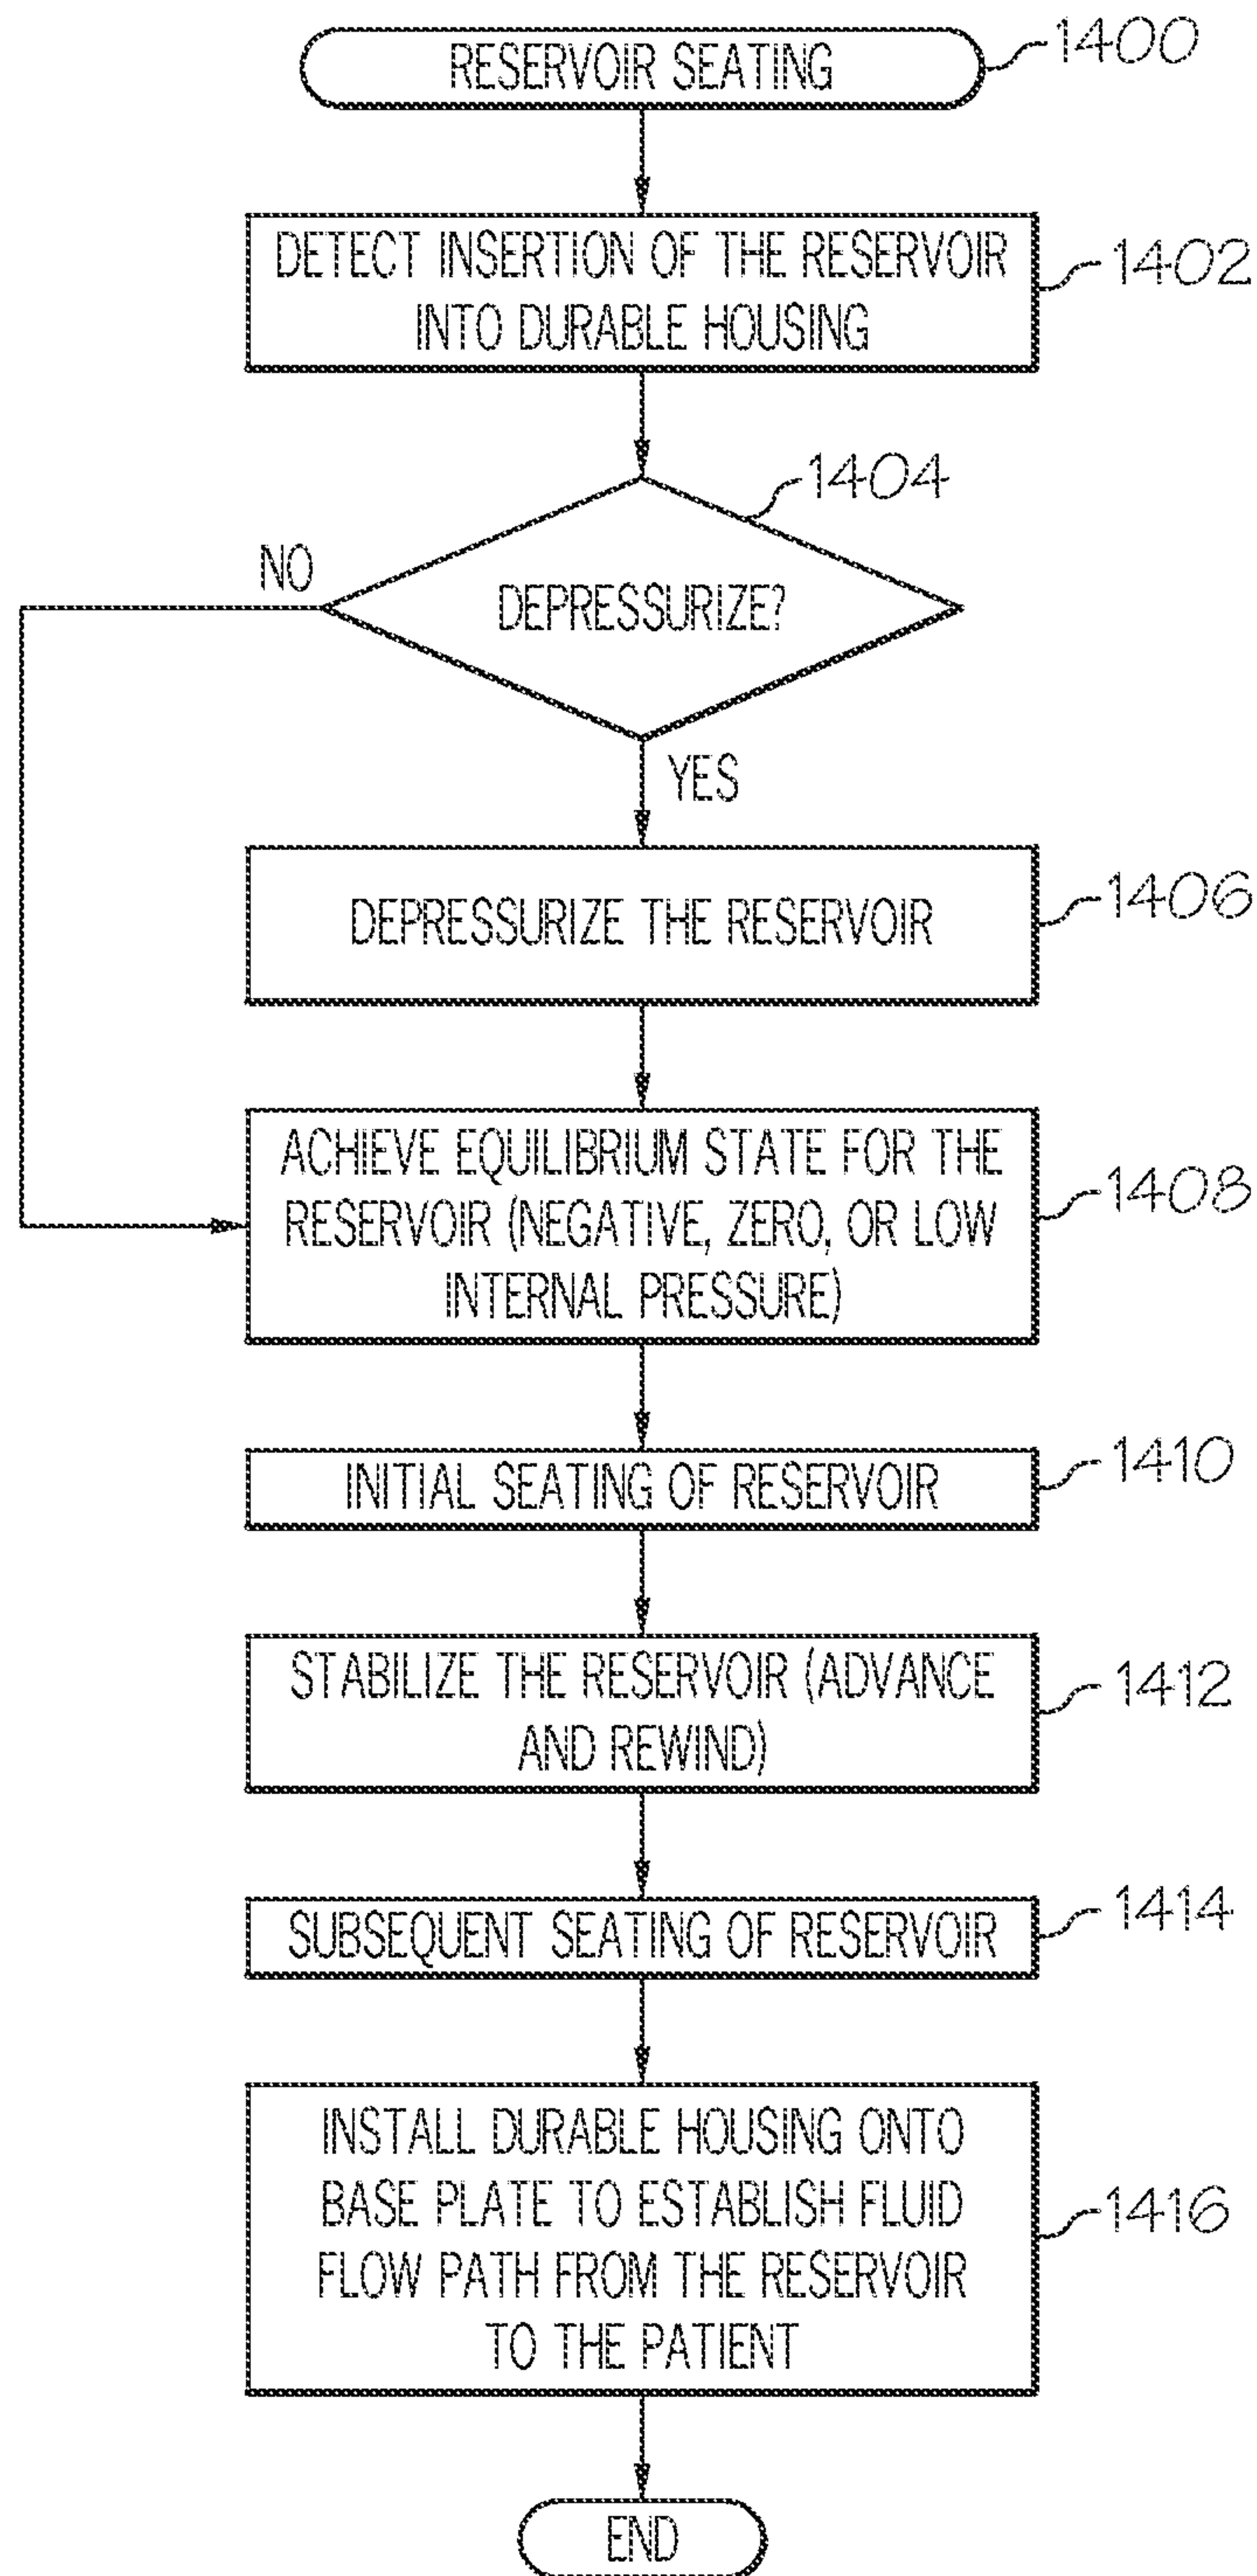 RESERVOIR SEATING
1400
DETECT INSERTION OF THE RESERVOIR
INTO DURABLE HOUSING
1402
1404
NO
DEPRESSURIZE?
YES
DEPRESSURIZE THE RESERVOIR
1406
ACHIEVE EQUILIBRIUM STATE FOR THE
RESERVOIR (NEGATIVE, ZERO, OR LOW
INTERNAL PRESSURE)
1408
INITIAL SEATING OF RESERVOIR
1410
STABILIZE THE RESERVOIR (ADVANCE
AND REWIND)
1412
SUBSEQUENT SEATING OF RESERVOIR
1414
INSTALL DURABLE HOUSING ONTO
BASE PLATE TO ESTABLISH FLUID
FLOW PATH FROM THE RESERVOIR
TO THE PATIENT
1416
END